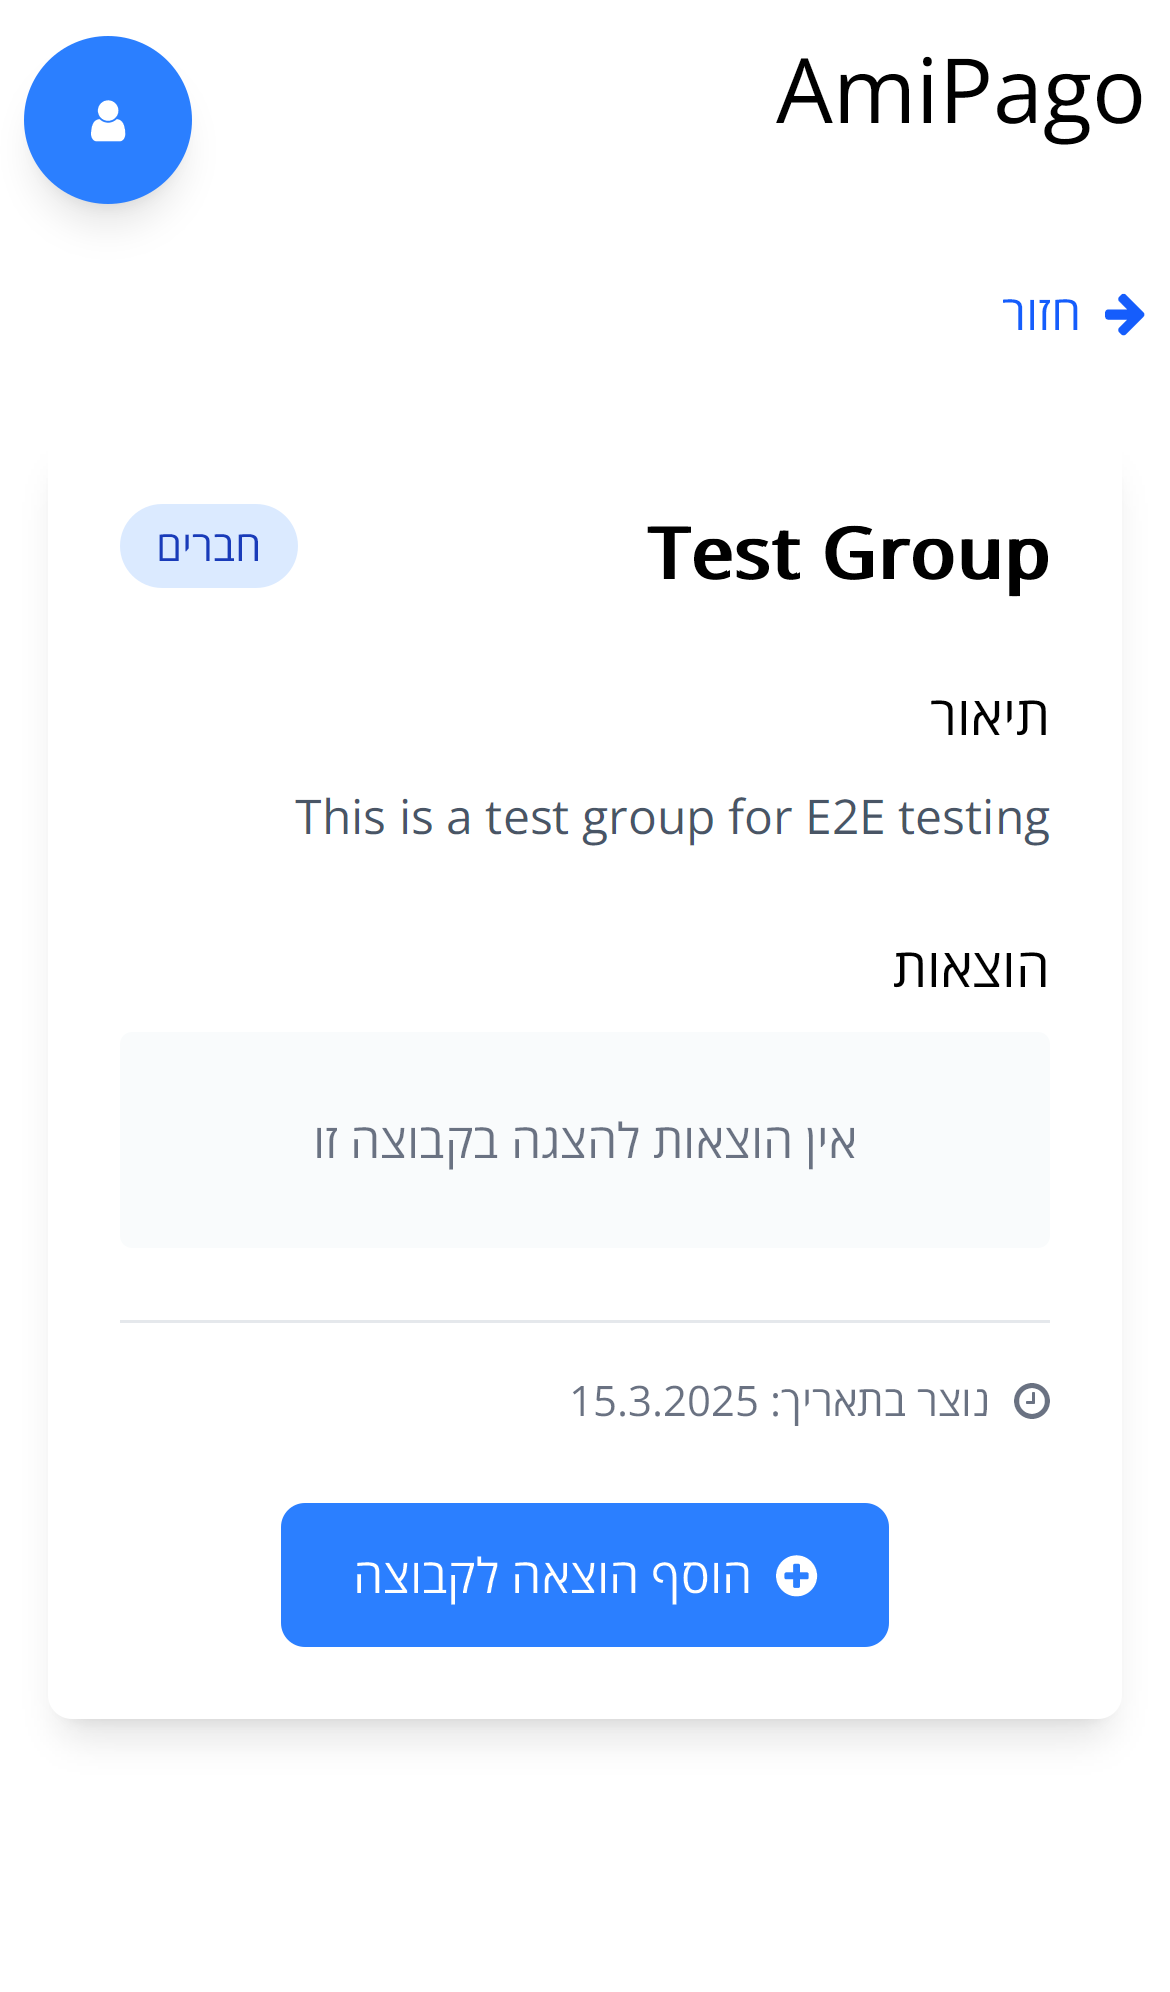 AmiPago
חזור
Test Group
חברים
תיאור
This is a test group for E2E testing
הוצאות
אין הוצאות להצגה בקבוצה זו
נוצר בתאריך: 15.3.2025
הוסף הוצאה לקבוצה